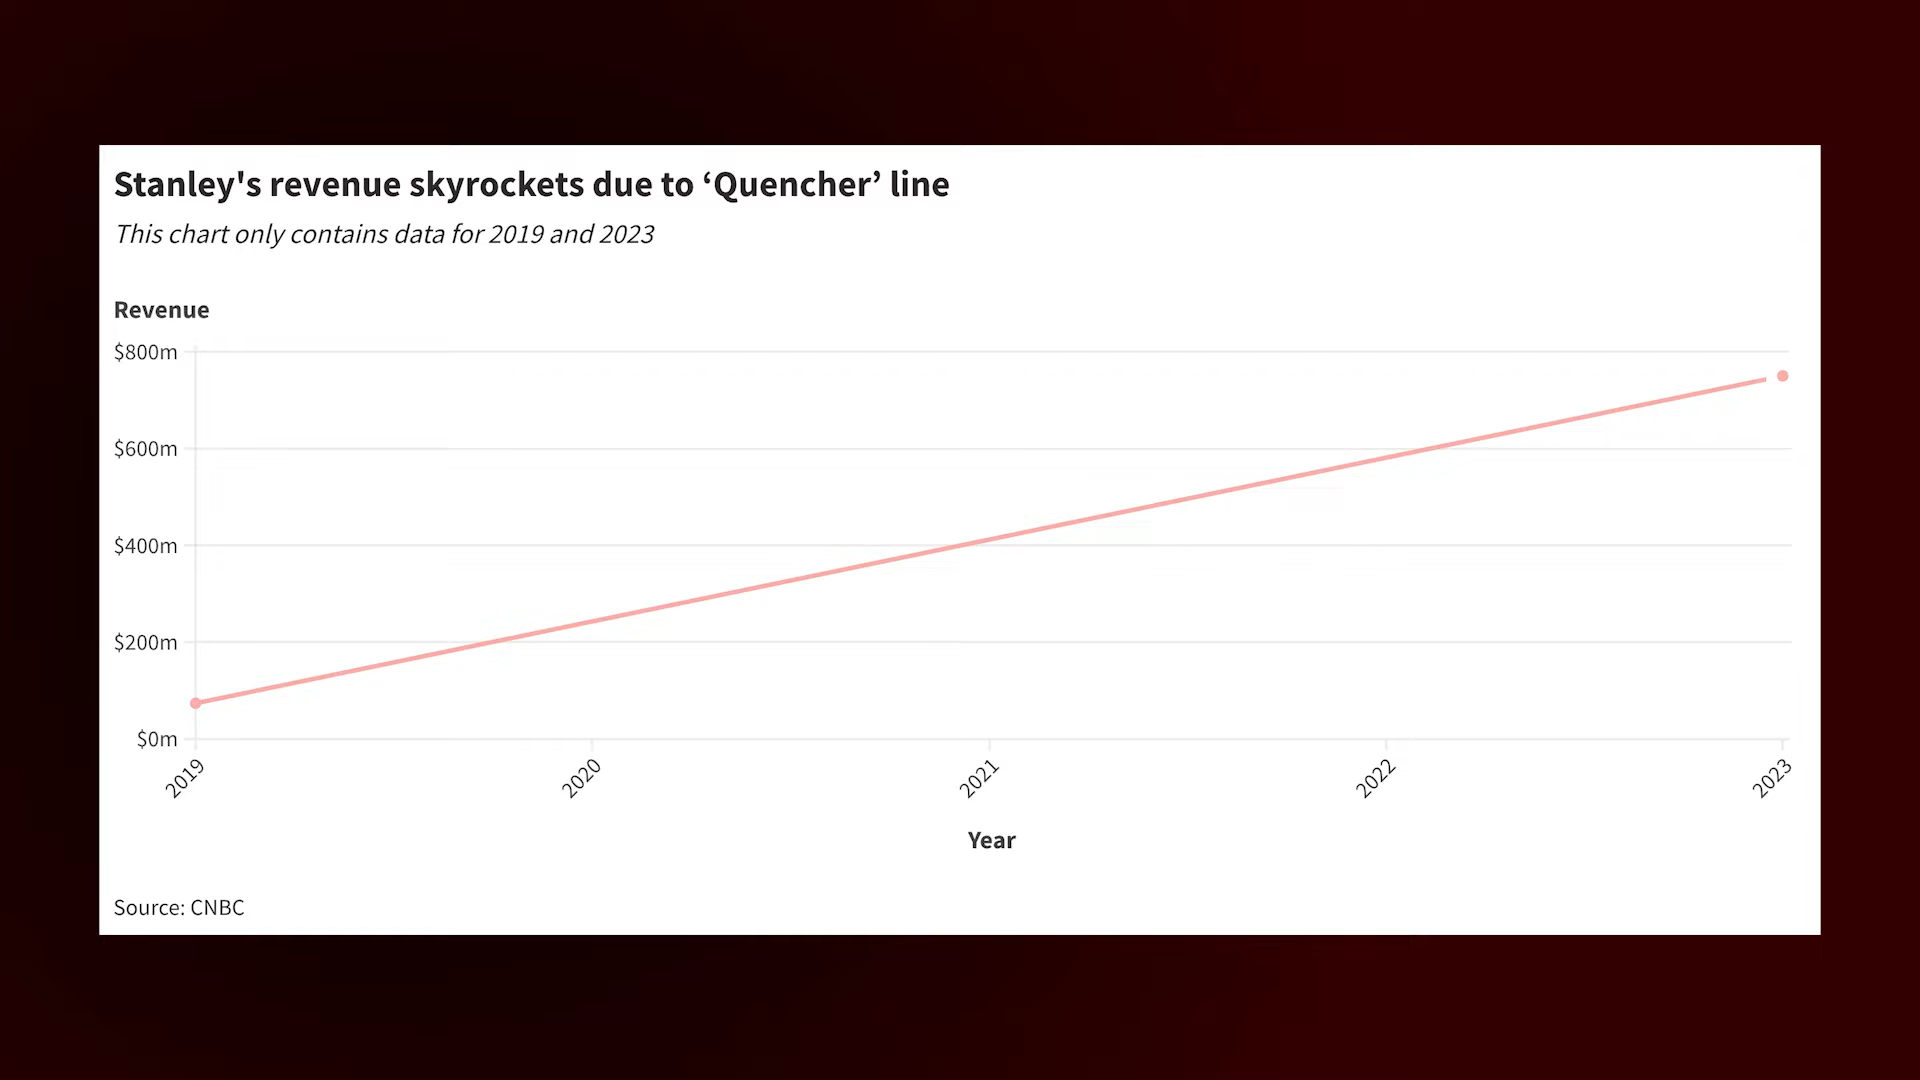 Stanley's revenue skyrockets due to ‘Quencher’ line
This chart only contains data for 2019 and 2023
Revenue
$800m
$600m
$400m
$200m
$0m
2019 2020 2021 2022 2023
Year
Source: CNBC